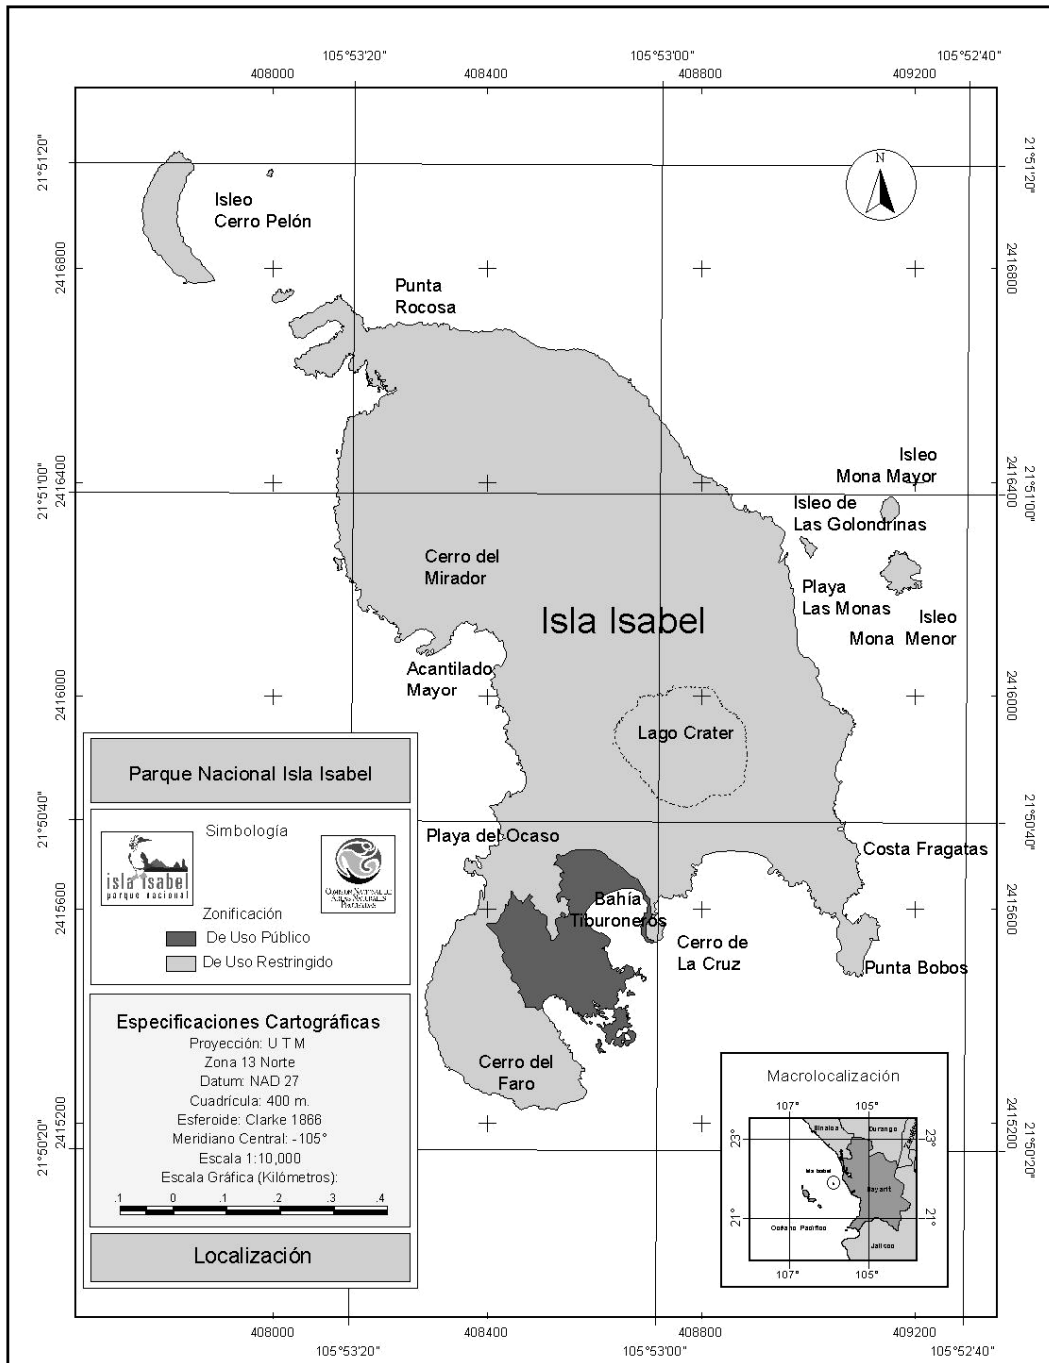 105°53'20"
105°53'00"
105°52'40"
408000
408400
408800
409200
21°51'20"
21°51'20"
N
Isleo
Cerro Pelón
2416800
2416800
Punta
Rocosa
Isleo
Mona Mayor
21°51'00"
2416400
2416400
21°51'00"
Isleo de
Las Golondrinas
Cerro del
Mirador
Playa
Las Monas
Isla Isabel
Isleo
Mona Menor
Acantilado
Mayor
2416000
2416000
Lago Crater
Parque Nacional Isla Isabel
21°50'40"
21°50'40"
Simbología
Playa del Ocaso
Costa Fragatas
isla isabel
parque nacional
COMISIÓN NACIONAL DE
ÁREAS NATURALES
PROTEGIDAS
Bahía
Tiburoneros
2415600
2415600
Zonificación
De Uso Público
De Uso Restringido
Cerro de
La Cruz
Punta Bobos
Especificaciones Cartográficas
Proyección: U T M
Zona 13 Norte
Datum: NAD 27
Cuadrícula: 400 m.
Esferoide: Clarke 1866
Meridiano Central: -105°
Escala 1:10,000
Escala Gráfica (Kilómetros):
.1 0 .1 .2 .3 .4
Cerro del
Faro
Macrolocalización
107° 105°
Sinaloa
Durango
23°
23°
Isla Isabel
Nayarit
21°
21°
Océano Pacífico
Jalisco
107° 105°
2415200
2415200
21°50'20"
21°50'20"
Localización
408000
408400
408800
409200
105°53'20"
105°53'00"
105°52'40"